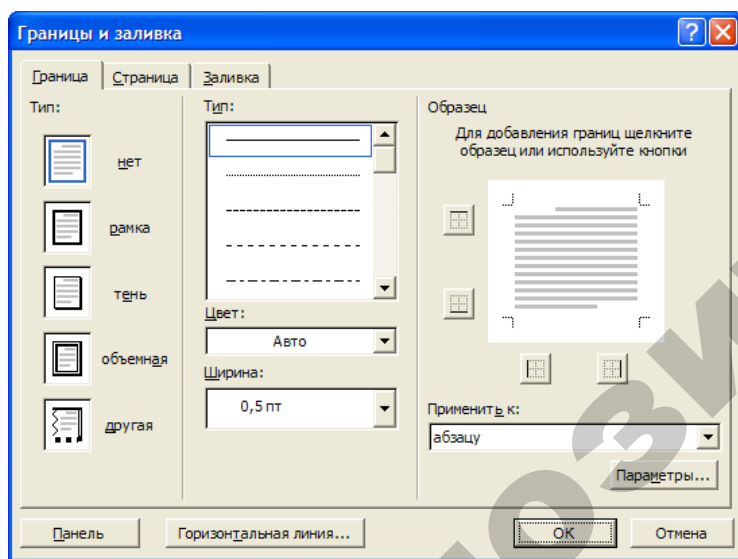 Границы и заливка
Граница
Страница
Заливка
Тип:
нет
рамка
тень
объемная
другая
Тип:
Цвет:
Авто
Ширина:
0,5 пт
Образец
Для добавления границ щелкните
образец или используйте кнопки
Применить к:
абзацу
Параметры...
Панель
Горизонтальная линия...
ОК
Отмена